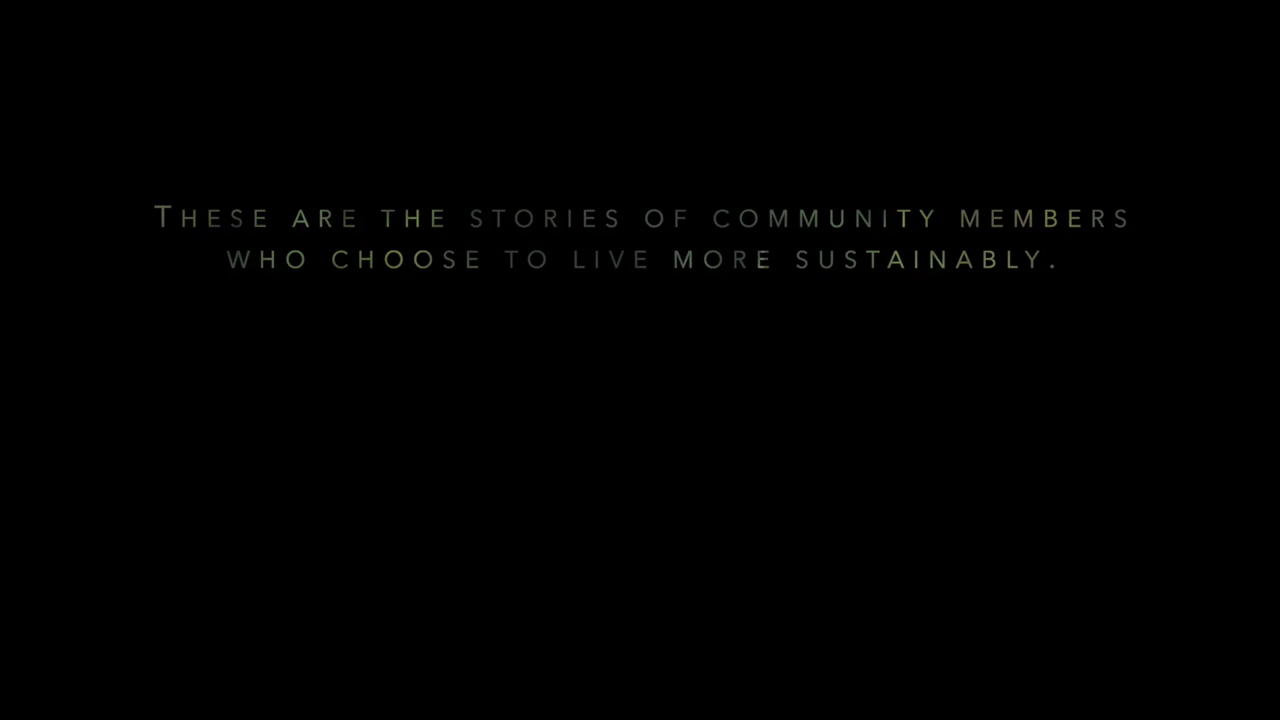 These are the stories of community members
who choose to live more sustainably.